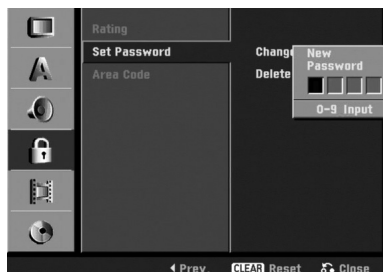 Rating
Set Password
Area Code
Change
Delete
New
Password
0-9 Input
Prev.
CLEAR Reset
Close
A